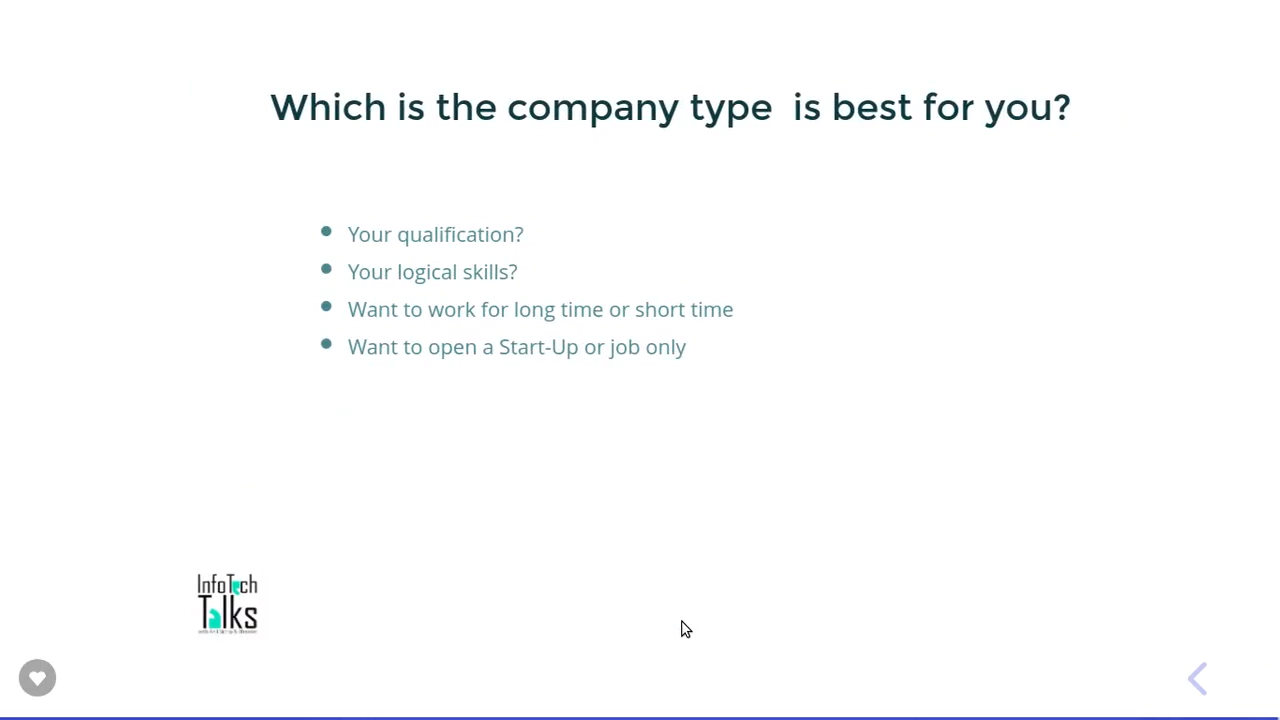 Which is the company type  is best for you?
Your qualification?
Your logical skills?
Want to work for long time or short time
Want to open a Start-Up or job only
InfoTech
Talks